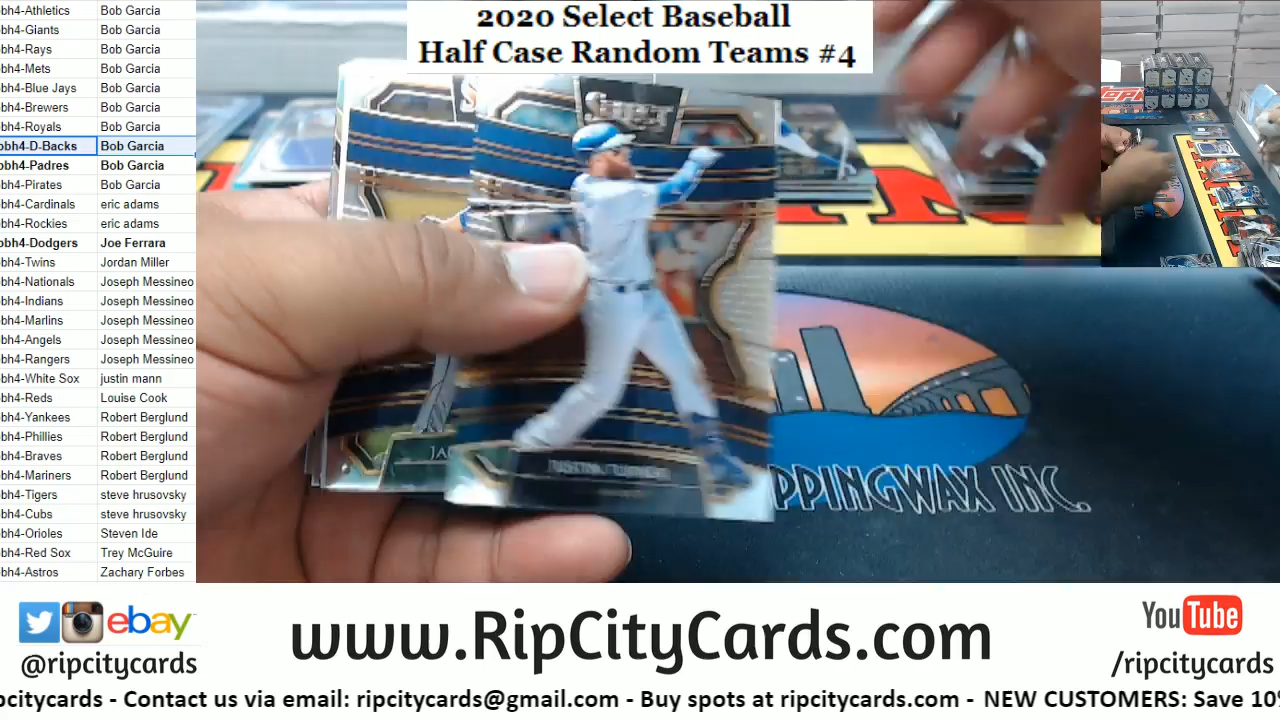 2020 Select Baseball
Half Case Random Teams #4
bh4-Athletics Bob Garcia
bh4-Giants Bob Garcia
bh4-Rays Bob Garcia
bh4-Mets Bob Garcia
bh4-Blue Jays Bob Garcia
bh4-Brewers Bob Garcia
bh4-Royals Bob Garcia
bh4-D-Backs Bob Garcia
bh4-Padres Bob Garcia
bh4-Pirates Bob Garcia
bh4-Cardinals eric adams
bh4-Rockies eric adams
bh4-Dodgers Joe Ferrara
bh4-Twins Jordan Miller
bh4-Nationals Joseph Messineo
bh4-Indians Joseph Messineo
bh4-Marlins Joseph Messineo
bh4-Angels Joseph Messineo
bh4-Rangers Joseph Messineo
bh4-White Sox justin mann
bh4-Reds Louise Cook
bh4-Yankees Robert Berglund
bh4-Phillies Robert Berglund
bh4-Braves Robert Berglund
bh4-Mariners Robert Berglund
bh4-Tigers steve hrusovsky
bh4-Cubs steve hrusovsky
bh4-Orioles Steven Ide
bh4-Red Sox Trey McGuire
bh4-Astros Zachary Forbes
SELECT
JUSTIN TURNER
JA
PPINGWAX INC.
ebay
@ripcitycards
www.RipCityCards.com
YouTube
/ripcitycards
pcitycards - Contact us via email: ripcitycards@gmail.com - Buy spots at ripcitycards.com - NEW CUSTOMERS: Save 10%